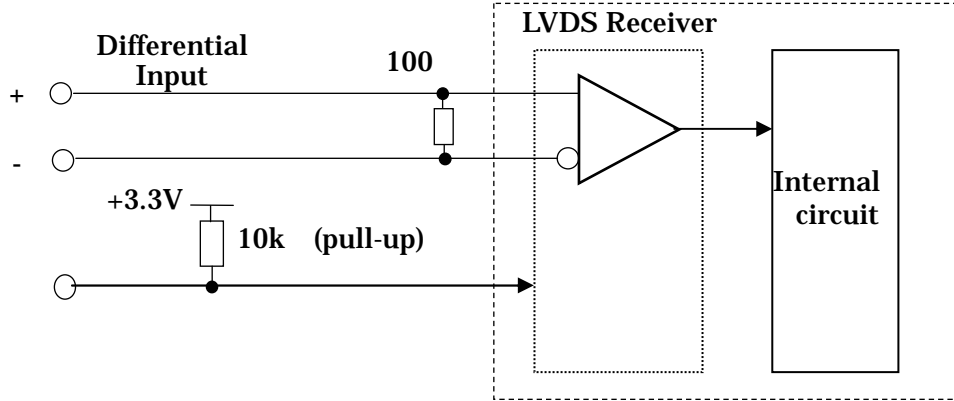 LVDS Receiver
Differential
Input
100
+
-
+3.3V
10k (pull-up)
Internal
circuit